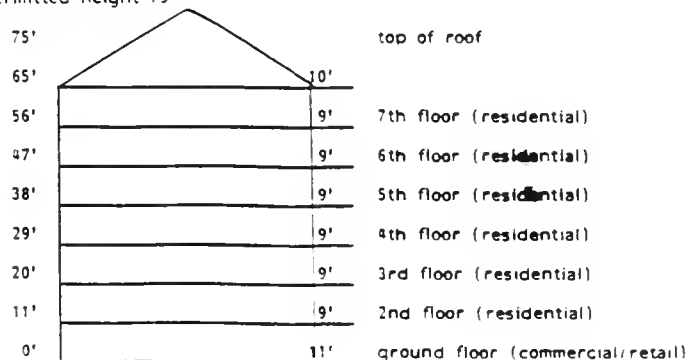 75' top of roof
65' 10'
56' 9' 7th floor (residential)
47' 9' 6th floor (residential)
38' 9' 5th floor (residential)
29' 9' 4th floor (residential)
20' 9' 3rd floor (residential)
11' 9' 2nd floor (residential)
0' 11' ground floor (commercial/retail)